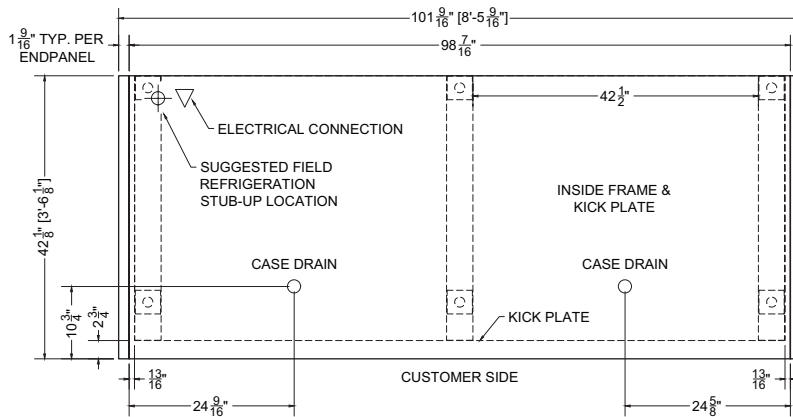 101 9/16" [8'-5 9/16"]
1 9/16" TYP. PER
ENDPANEL
98 7/16"
42 1/2"
ELECTRICAL CONNECTION
SUGGESTED FIELD
REFRIGERATION
STUB-UP LOCATION
INSIDE FRAME &
KICK PLATE
42 1/8" [3'-6 1/8"]
CASE DRAIN
CASE DRAIN
10 3/4"
2 3/4"
KICK PLATE
13/16"
CUSTOMER SIDE
13/16"
24 9/16"
24 5/8"